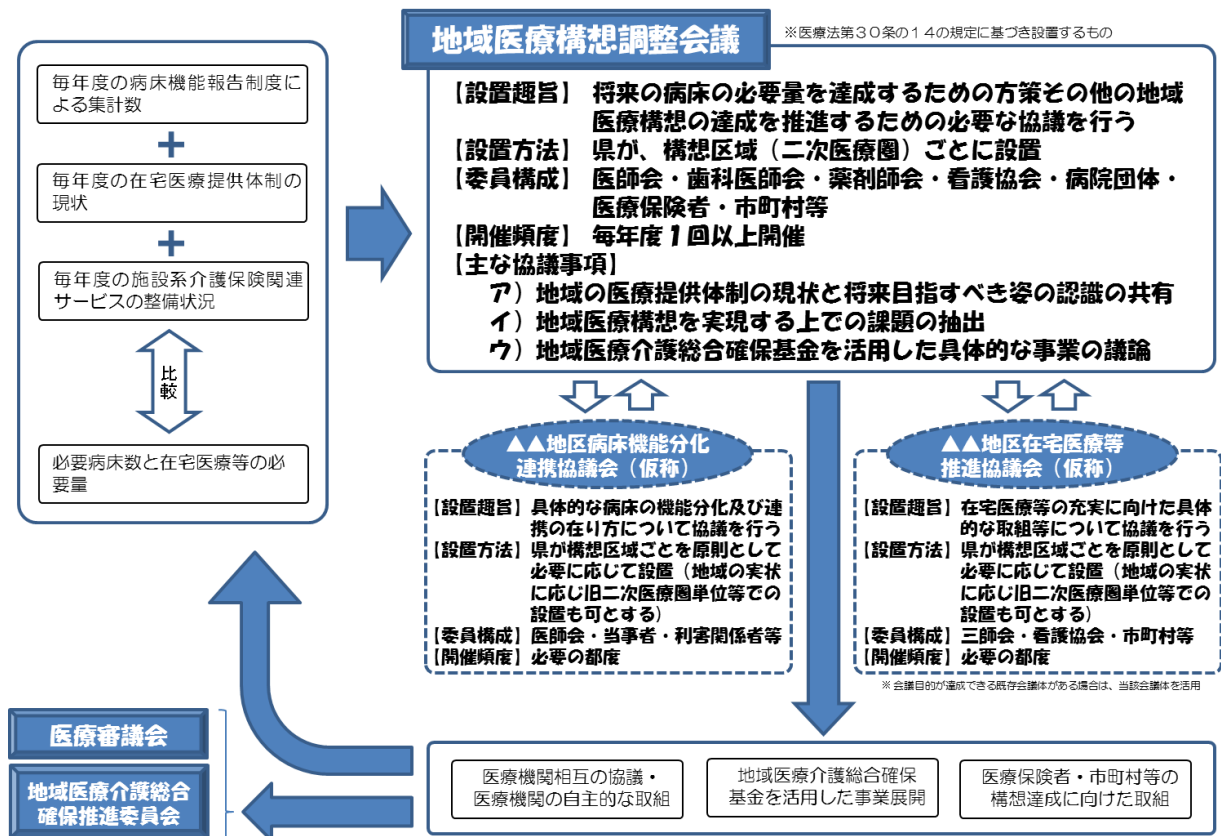 毎年度の病床機能報告制度に
よる集計数
+
毎年度の在宅医療提供体制の
現状
+
毎年度の施設系介護保険関連
サービスの整備状況
比較
必要病床数と在宅医療等の必
要量
地域医療構想調整会議
※医療法第30条の14の規定に基づき設置するもの
【設置趣旨】 将来の病床の必要量を達成するための方策その他の地域
医療構想の達成を推進するための必要な協議を行う
【設置方法】 県が、構想区域（二次医療圏）ごとに設置
【委員構成】 医師会・歯科医師会・薬剤師会・看護協会・病院団体・
医療保険者・市町村等
【開催頻度】 毎年度1回以上開催
【主な協議事項】
ア）地域の医療提供体制の現状と将来目指すべき姿の認識の共有
イ）地域医療構想を実現する上での課題の抽出
ウ）地域医療介護総合確保基金を活用した具体的な事業の議論
▲▲地区病床機能分化
連携協議会（仮称）
【設置趣旨】具体的な病床の機能分化及び連
携の在り方について協議を行う
【設置方法】県が構想区域ごとを原則として
必要に応じて設置（地域の実状
に応じ旧二次医療圏単位等での
設置も可とする）
【委員構成】医師会・当事者・利害関係者等
【開催頻度】必要の都度
▲▲地区在宅医療等
推進協議会（仮称）
【設置趣旨】在宅医療等の充実に向けた具体
的な取組等について協議を行う
【設置方法】県が構想区域ごとを原則として
必要に応じて設置（地域の実状
に応じ旧二次医療圏単位等での
設置も可とする）
【委員構成】三師会・看護協会・市町村等
【開催頻度】必要の都度
※会議目的が達成できる既存会議体がある場合は、当該会議体を活用
医療機関相互の協議・
医療機関の自主的な取組
地域医療介護総合確保
基金を活用した事業展開
医療保険者・市町村等の
構想達成に向けた取組
医療審議会
地域医療介護総合
確保推進委員会